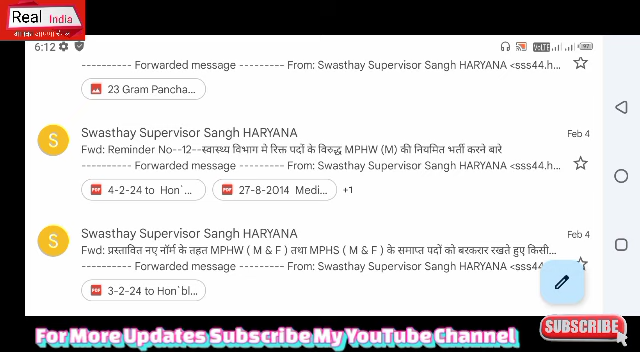 Real India
6:12
---------- Forwarded message --------- From: Swasthay Supervisor Sangh HARYANA <sss44.h...
23 Gram Pancha...
S
Swasthay Supervisor Sangh HARYANA Feb 4
Fwd: Reminder No--12--स्वास्थ्य विभाग मे रिक्त पदों के विरुद्ध MPHW (M) की नियमित भर्ती करने बारे
---------- Forwarded message --------- From: Swasthay Supervisor Sangh HARYANA <sss44.h...
PDF 4-2-24 to Hon`... PDF 27-8-2014 Medi... +1
S
Swasthay Supervisor Sangh HARYANA Feb 4
Fwd: प्रस्तावित नए नॉर्म के तहत MPHW ( M & F ) तथा MPHS ( M & F ) के समाप्त पदों को बरकरार रखते हुए किसी...
---------- Forwarded message --------- From: Swasthay Supervisor Sangh HARYANA <sss44...
PDF 3-2-24 to Hon`bl...
For More Updates Subscribe My YouTube Channel
SUBSCRIBE